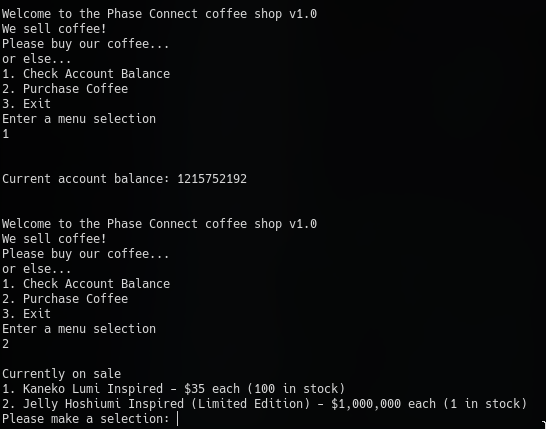 Welcome to the Phase Connect coffee shop v1.0
We sell coffee!
Please buy our coffee...
or else...
1. Check Account Balance
2. Purchase Coffee
3. Exit
Enter a menu selection
1
Current account balance: 1215752192
Welcome to the Phase Connect coffee shop v1.0
We sell coffee!
Please buy our coffee...
or else...
1. Check Account Balance
2. Purchase Coffee
3. Exit
Enter a menu selection
2
Currently on sale
1. Kaneko Lumi Inspired - $35 each (100 in stock)
2. Jelly Hoshiumi Inspired (Limited Edition) - $1,000,000 each (1 in stock)
Please make a selection: